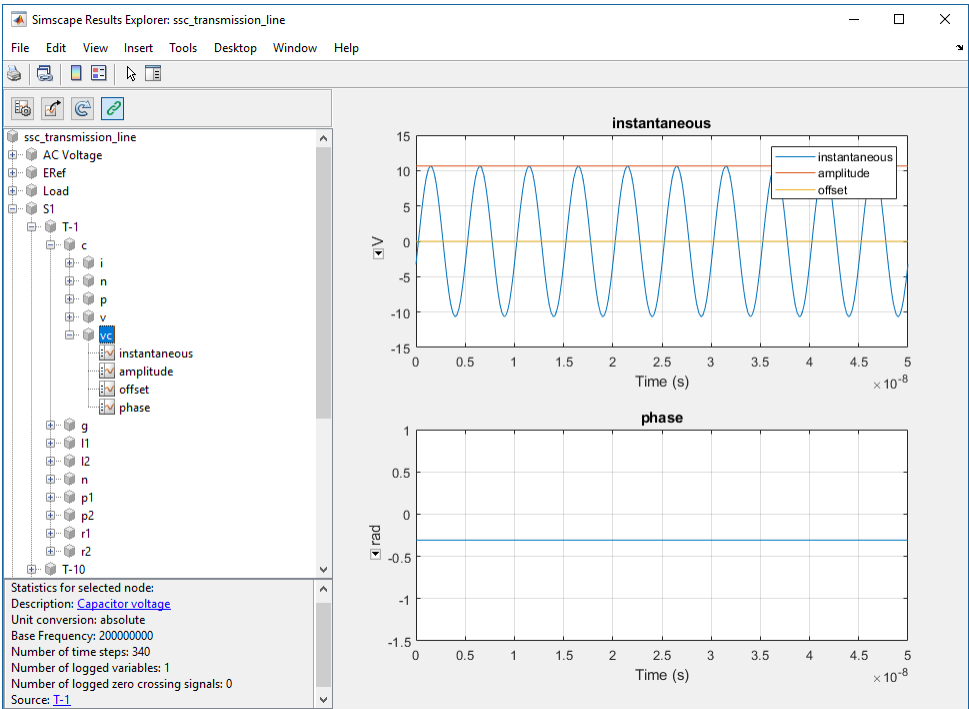 Simscape Results Explorer: ssc_transmission_line
File Edit View Insert Tools Desktop Window Help
ssc_transmission_line
AC Voltage
ERef
Load
S1
T-1
c
i
n
p
v
vc
instantaneous
amplitude
offset
phase
g
l1
l2
n
p1
p2
r1
r2
T-10
Statistics for selected node:
Description: Capacitor voltage
Unit conversion: absolute
Base Frequency: 200000000
Number of time steps: 340
Number of logged variables: 1
Number of logged zero crossing signals: 0
Source: T-1
instantaneous
15
10
5
0
-5
-10
-15
V
instantaneous
amplitude
offset
0 0.5 1 1.5 2 2.5 3 3.5 4 4.5 5
Time (s)
×10-8
phase
1
0.5
0
-0.5
-1
-1.5
rad
0 0.5 1 1.5 2 2.5 3 3.5 4 4.5 5
Time (s)
×10-8